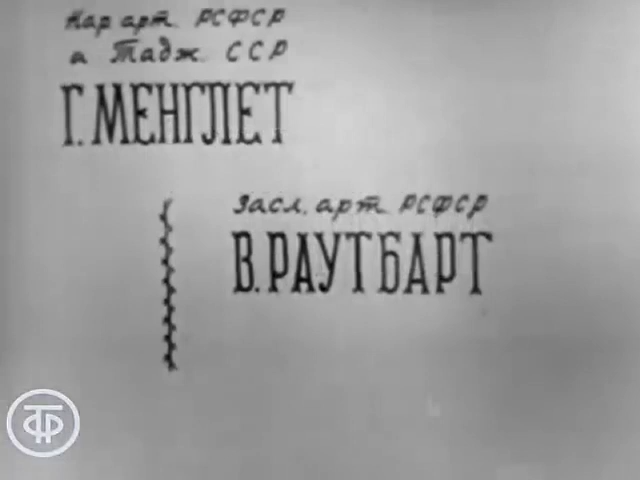 Нар арт. РСФСР
и Тадж. ССР
Г. МЕНГЛЕТ
Засл. арт. РСФСР
В. РАУТБАРТ